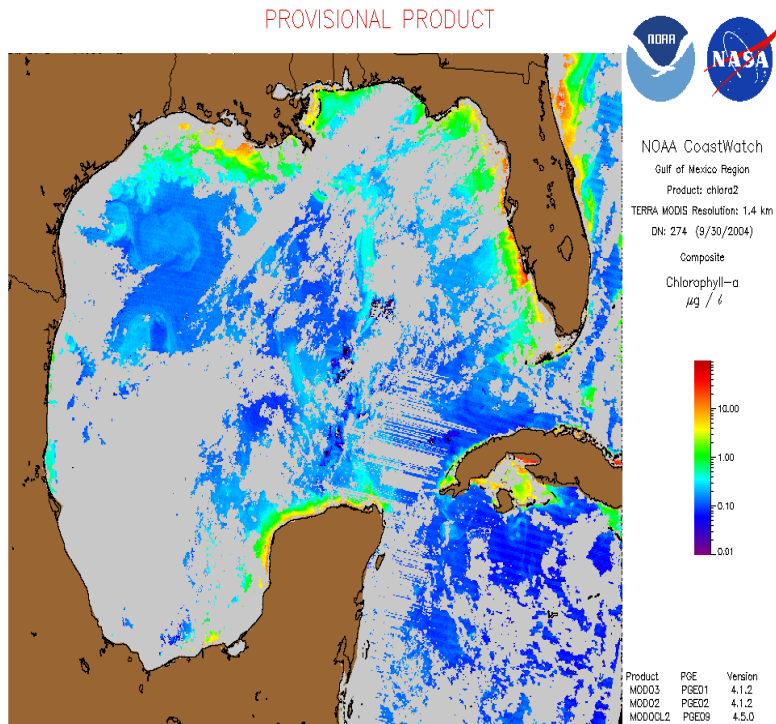 PROVISIONAL PRODUCT
NOAA
NASA
NOAA CoastWatch
Gulf of Mexico Region
Product: chlora2
TERRA MODIS Resolution: 1.4 km
DN: 274 (9/30/2004)
Composite
Chlorophyll-a
µg / ℓ
10.00
1.00
0.10
0.01
Product PGE Version
MOD03 PGE01 4.1.2
MOD02 PGE02 4.1.2
MODOCL2 PGE09 4.5.0